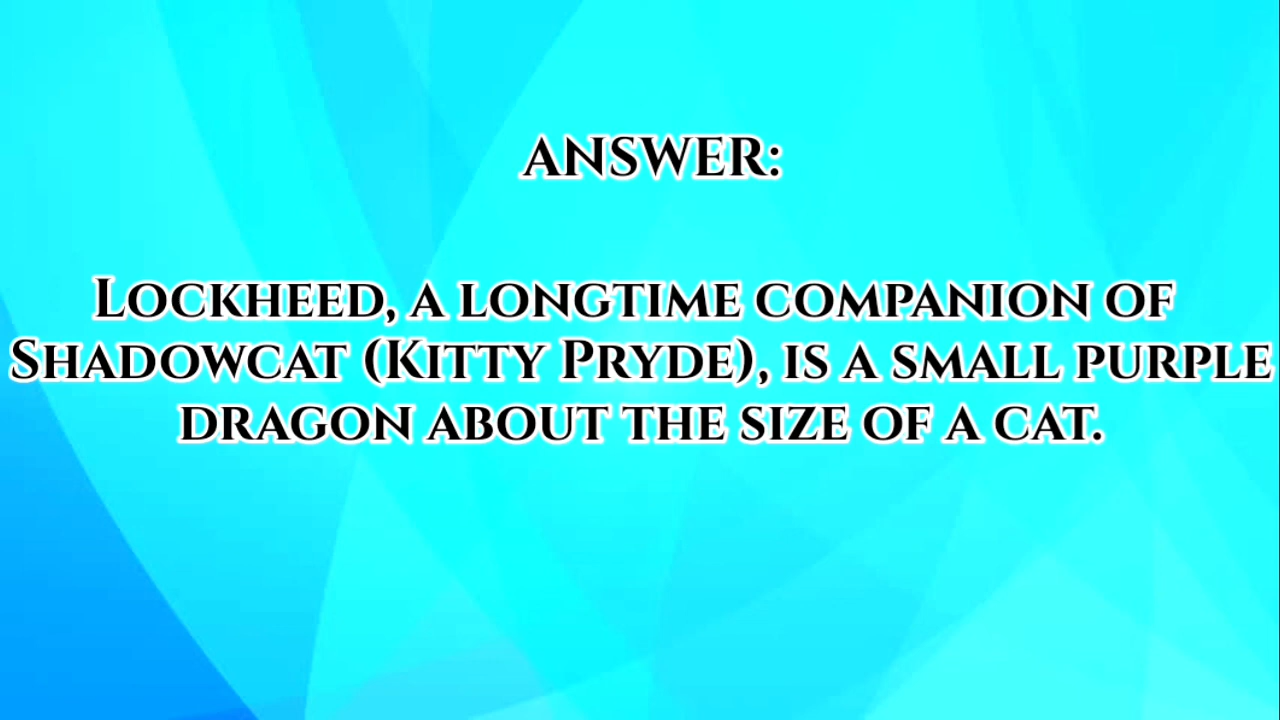 ANSWER:
Lockheed, a longtime companion of
Shadowcat (Kitty Pryde), is a small purple
dragon about the size of a cat.